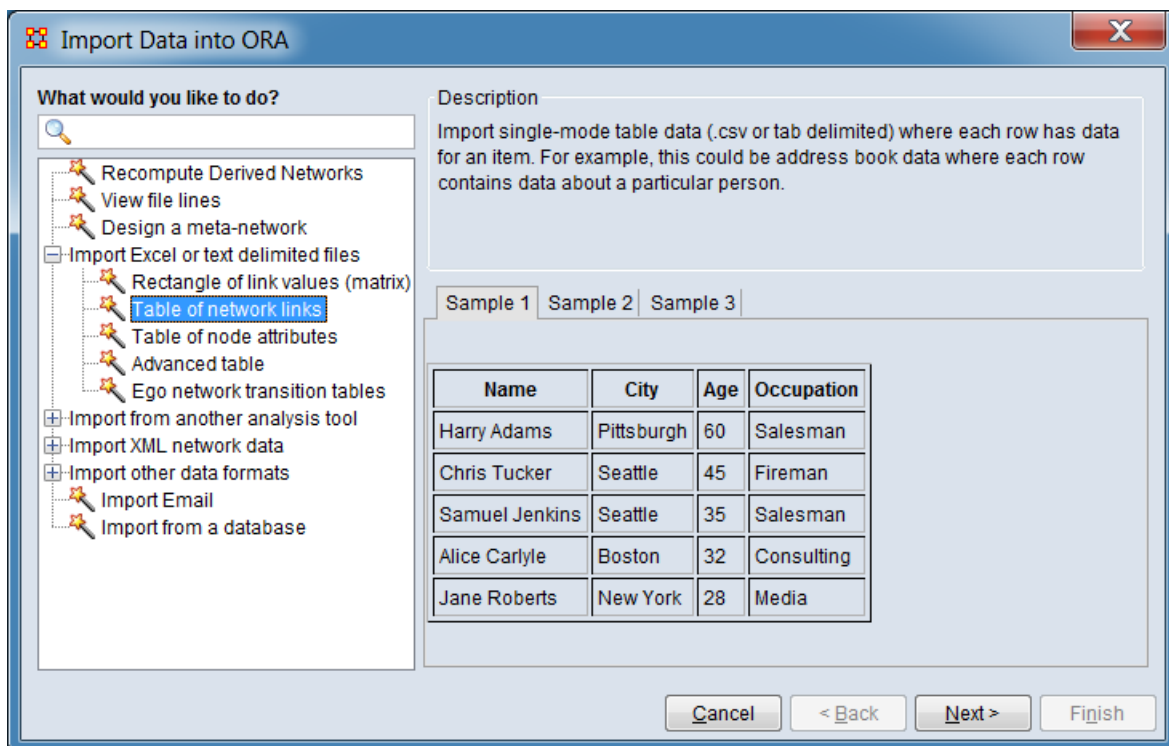 Import Data into ORA
X
What would you like to do?
Recompute Derived Networks
View file lines
Design a meta-network
Import Excel or text delimited files
Rectangle of link values (matrix)
Table of network links
Table of node attributes
Advanced table
Ego network transition tables
Import from another analysis tool
Import XML network data
Import other data formats
Import Email
Import from a database
Description
Import single-mode table data (.csv or tab delimited) where each row has data
for an item. For example, this could be address book data where each row
contains data about a particular person.
Sample 1 Sample 2 Sample 3
Name City Age Occupation
Harry Adams Pittsburgh 60 Salesman
Chris Tucker Seattle 45 Fireman
Samuel Jenkins Seattle 35 Salesman
Alice Carlyle Boston 32 Consulting
Jane Roberts New York 28 Media
Cancel < Back Next > Finish